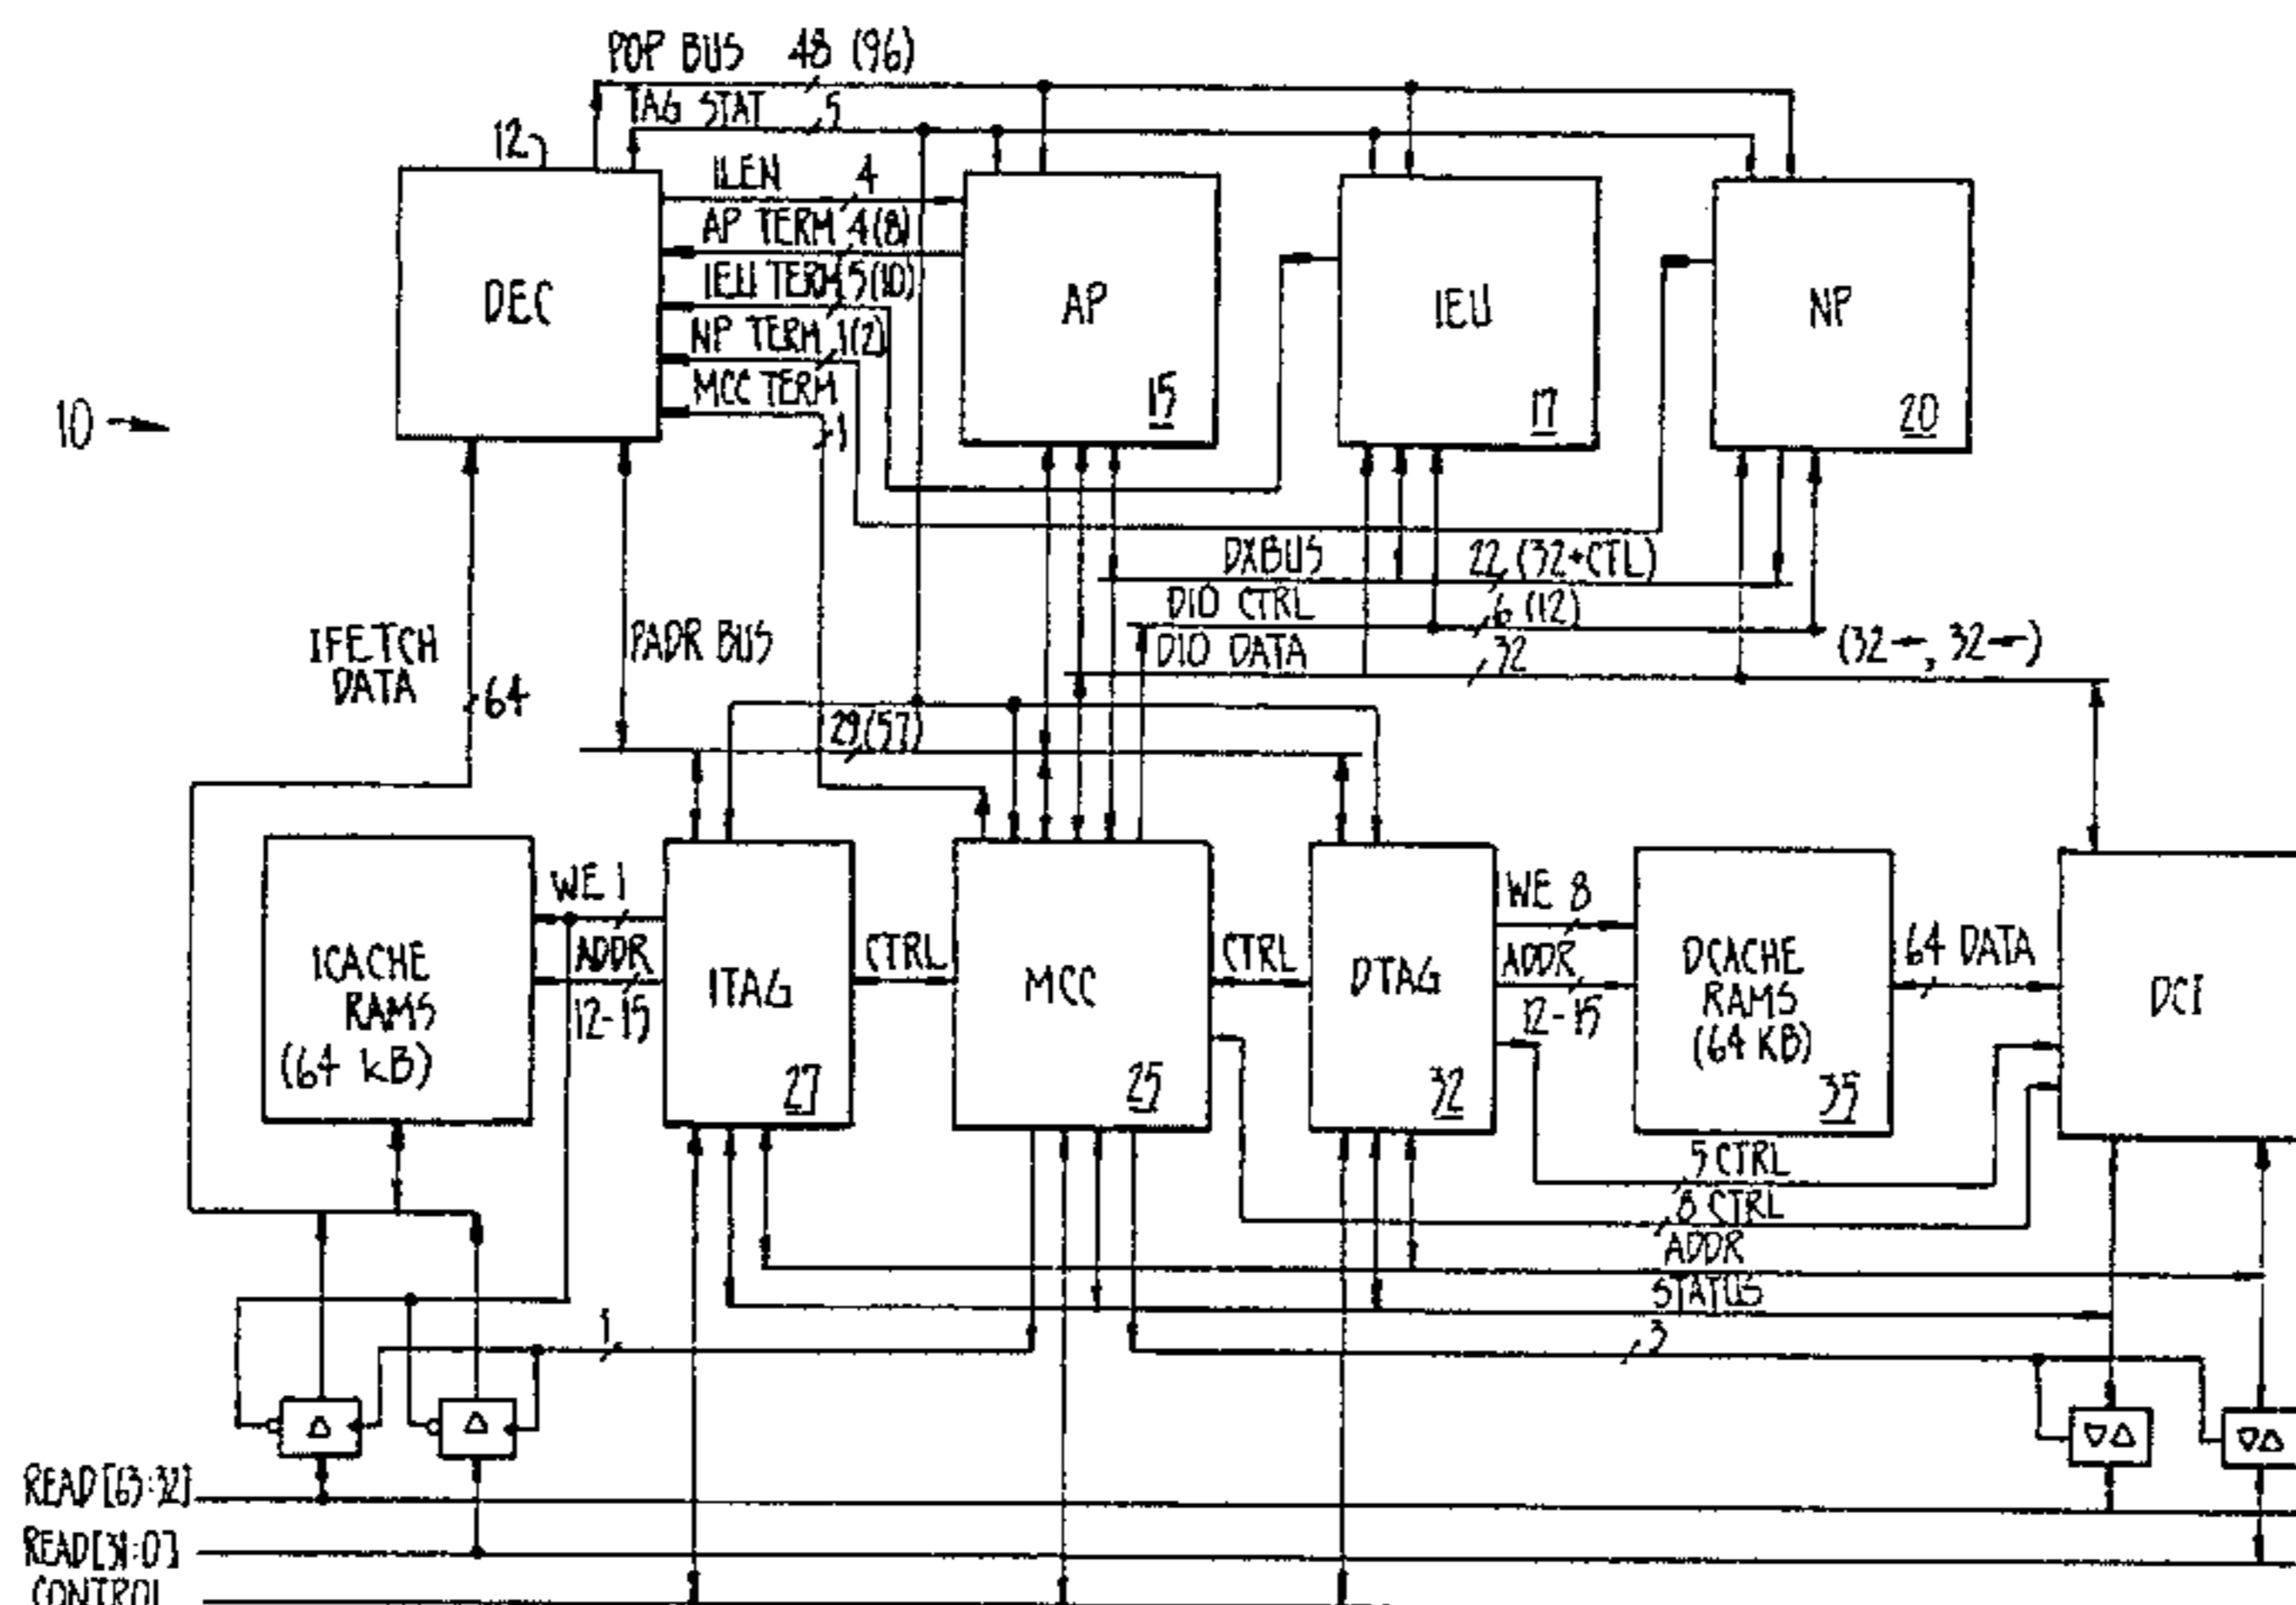 POP BUS 48 (96)
TAG STAT 5
12
ILEN 4
AP TERM 4(8)
IEU TERM 5(10)
NP TERM 1(2)
MCC TERM
1
DEC
AP
15
IEU
17
NP
20
10
DXBUS 22 (32+CTL)
DIO CTRL 6 (12)
DIO DATA 32
(32←, 32←)
IFETCH
DATA
64
PADR BUS
29(57)
ICACHE
RAMS
(64 KB)
WE 1
ADDR
12-15
ITAG
27
CTRL
MCC
25
CTRL
DTAG
32
WE 8
ADDR
12-15
DCACHE
RAMS
(64 KB)
35
64 DATA
DCI
5 CTRL
8 CTRL
ADDR
STATUS
1
3
READ[63:32]
READ[31:0]
CONTROL